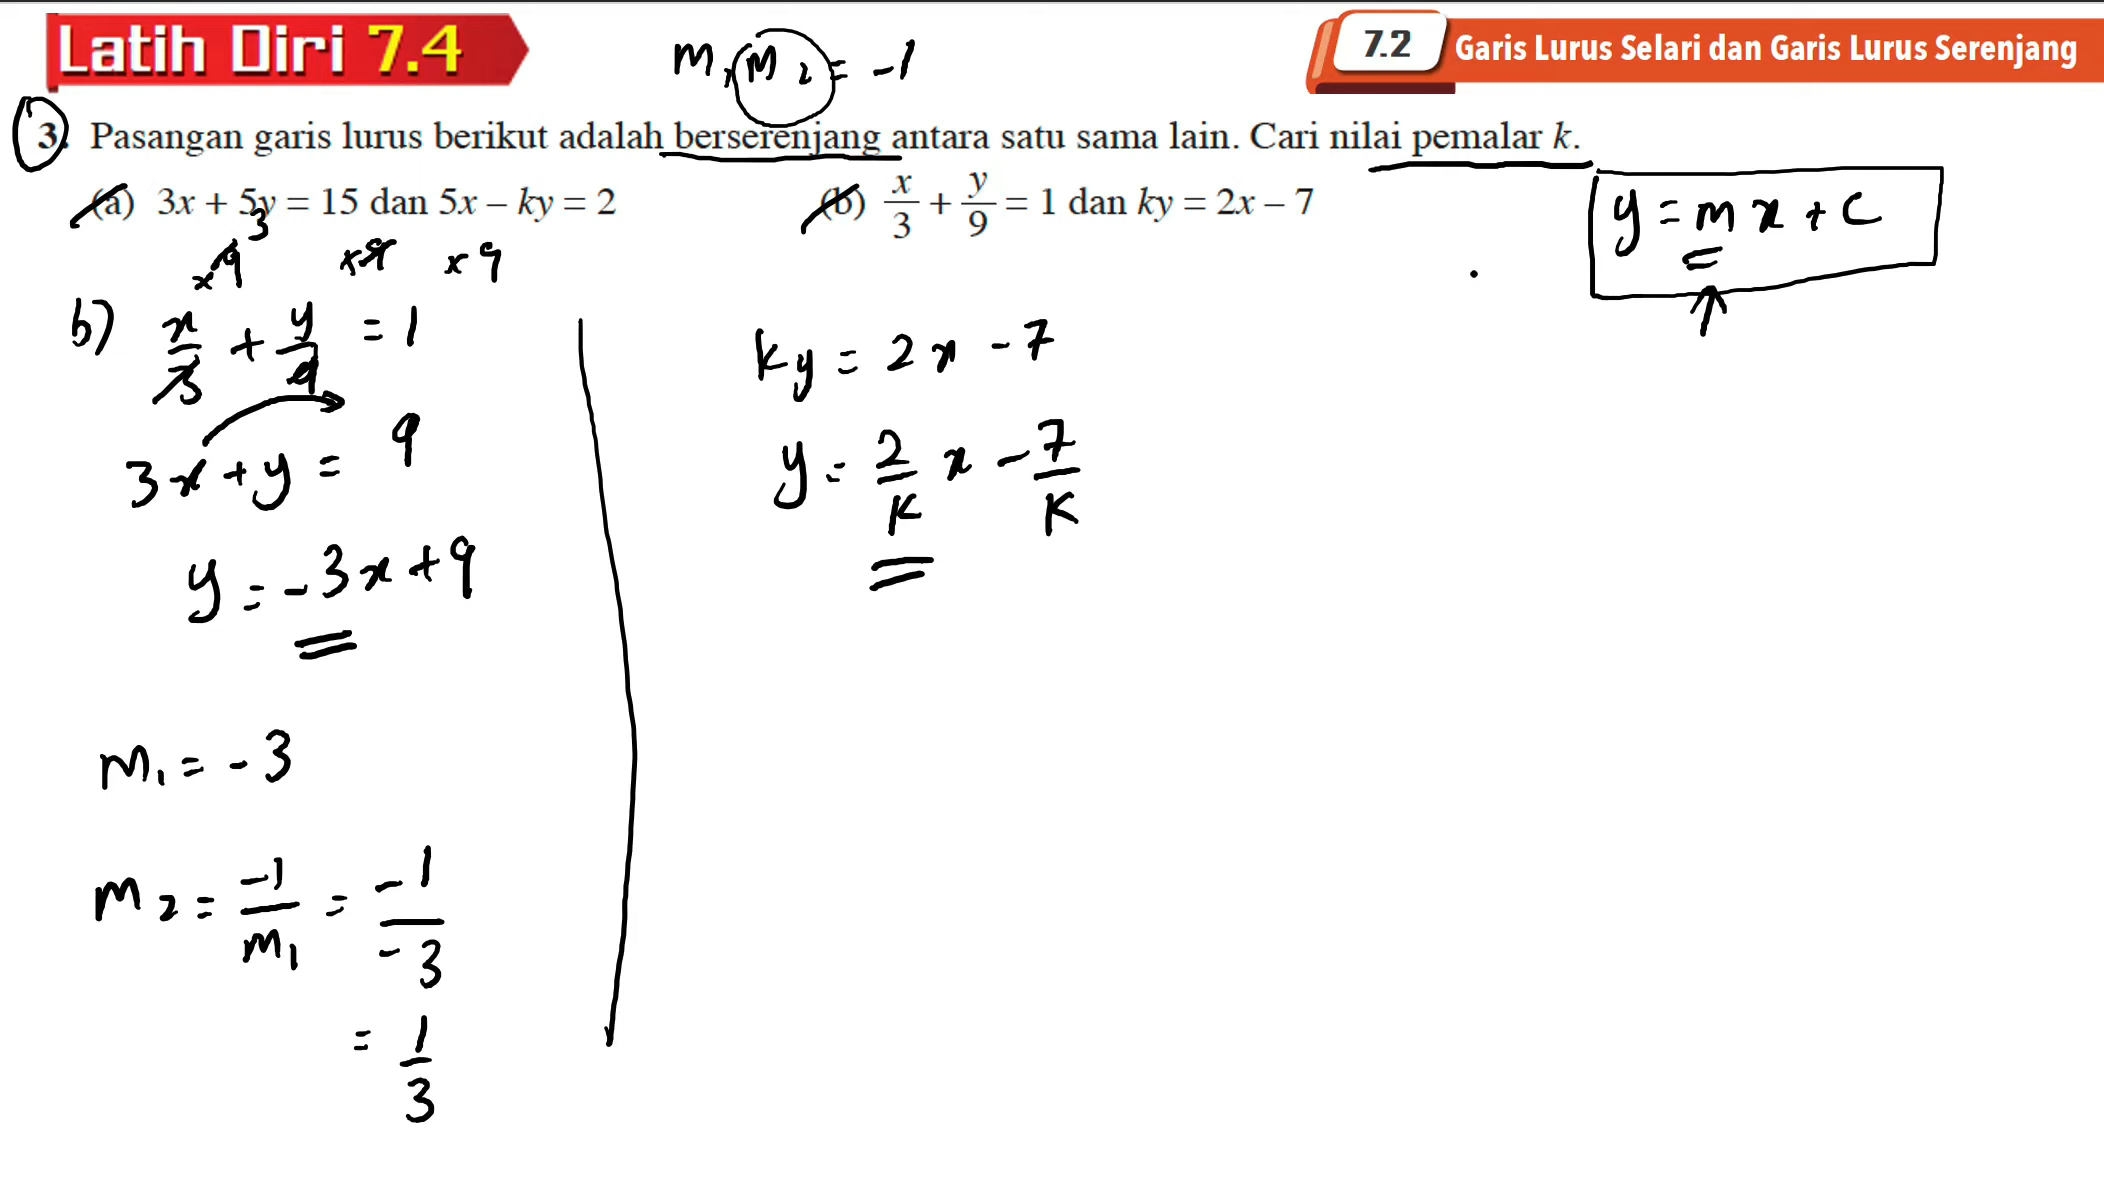 Latih Diri 7.4
m₁m₂ = -1
7.2 Garis Lurus Selari dan Garis Lurus Serenjang
3. Pasangan garis lurus berikut adalah berserenjang antara satu sama lain. Cari nilai pemalar k.
(a) 3x + 5y = 15 dan 5x – ky = 2
(b) x/3 + y/9 = 1 dan ky = 2x – 7
y = mx + c
×9 3 ×9 ×9
b) x/3 + y/9 = 1
3x + y = 9
y = -3x + 9
m₁ = -3
m₂ = -1/m₁ = -1/-3
= 1/3
ky = 2x - 7
y = 2/k x - 7/k